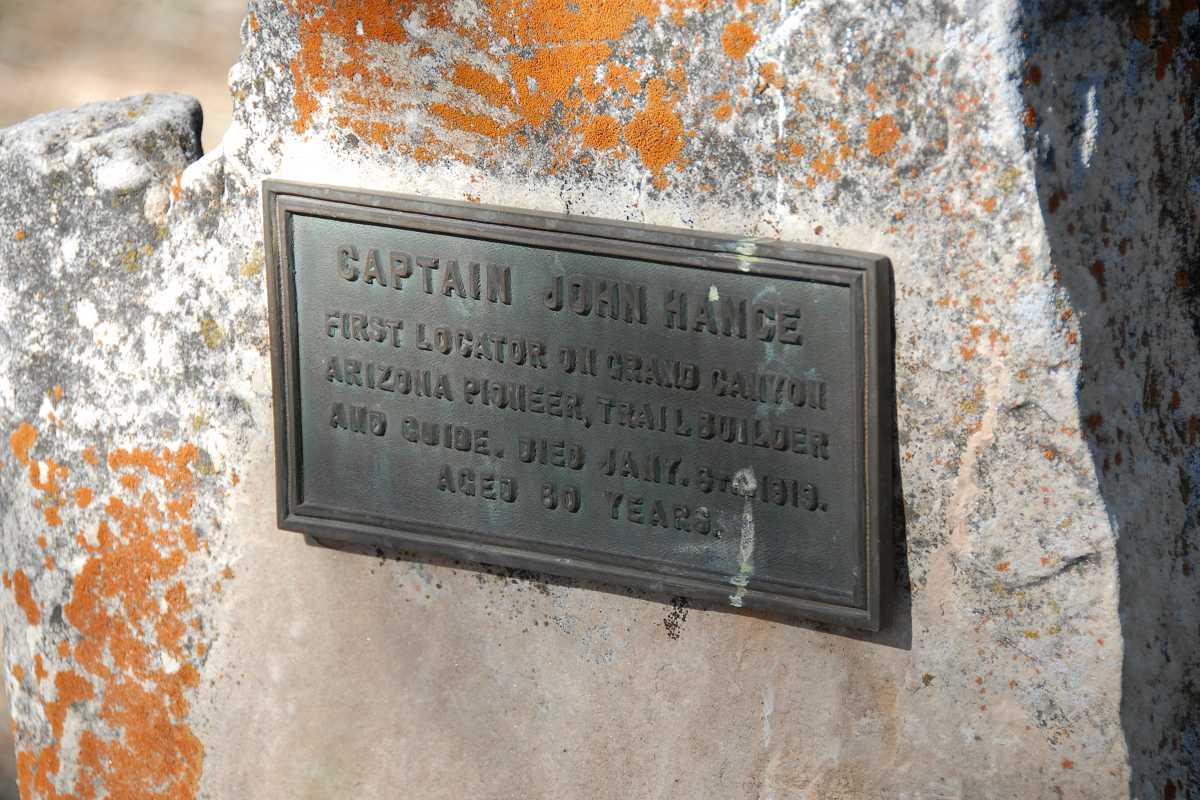 CAPTAIN JOHN HANCE
FIRST LOCATOR ON GRAND CANYON
ARIZONA PIONEER, TRAIL BUILDER
AND GUIDE. DIED JANY. 6TH 1919.
AGED 80 YEARS.